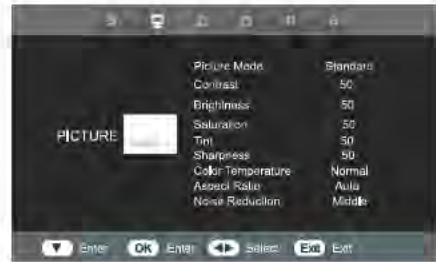 Picture Mode Standard
Contrast 50
Brightness 50
Saturation 50
PICTURE
Tint 50
Sharpness 50
Color Temperature Normal
Aspect Ratio Auto
Noise Reduction Middle
Enter OK Enter Select Exit Exit